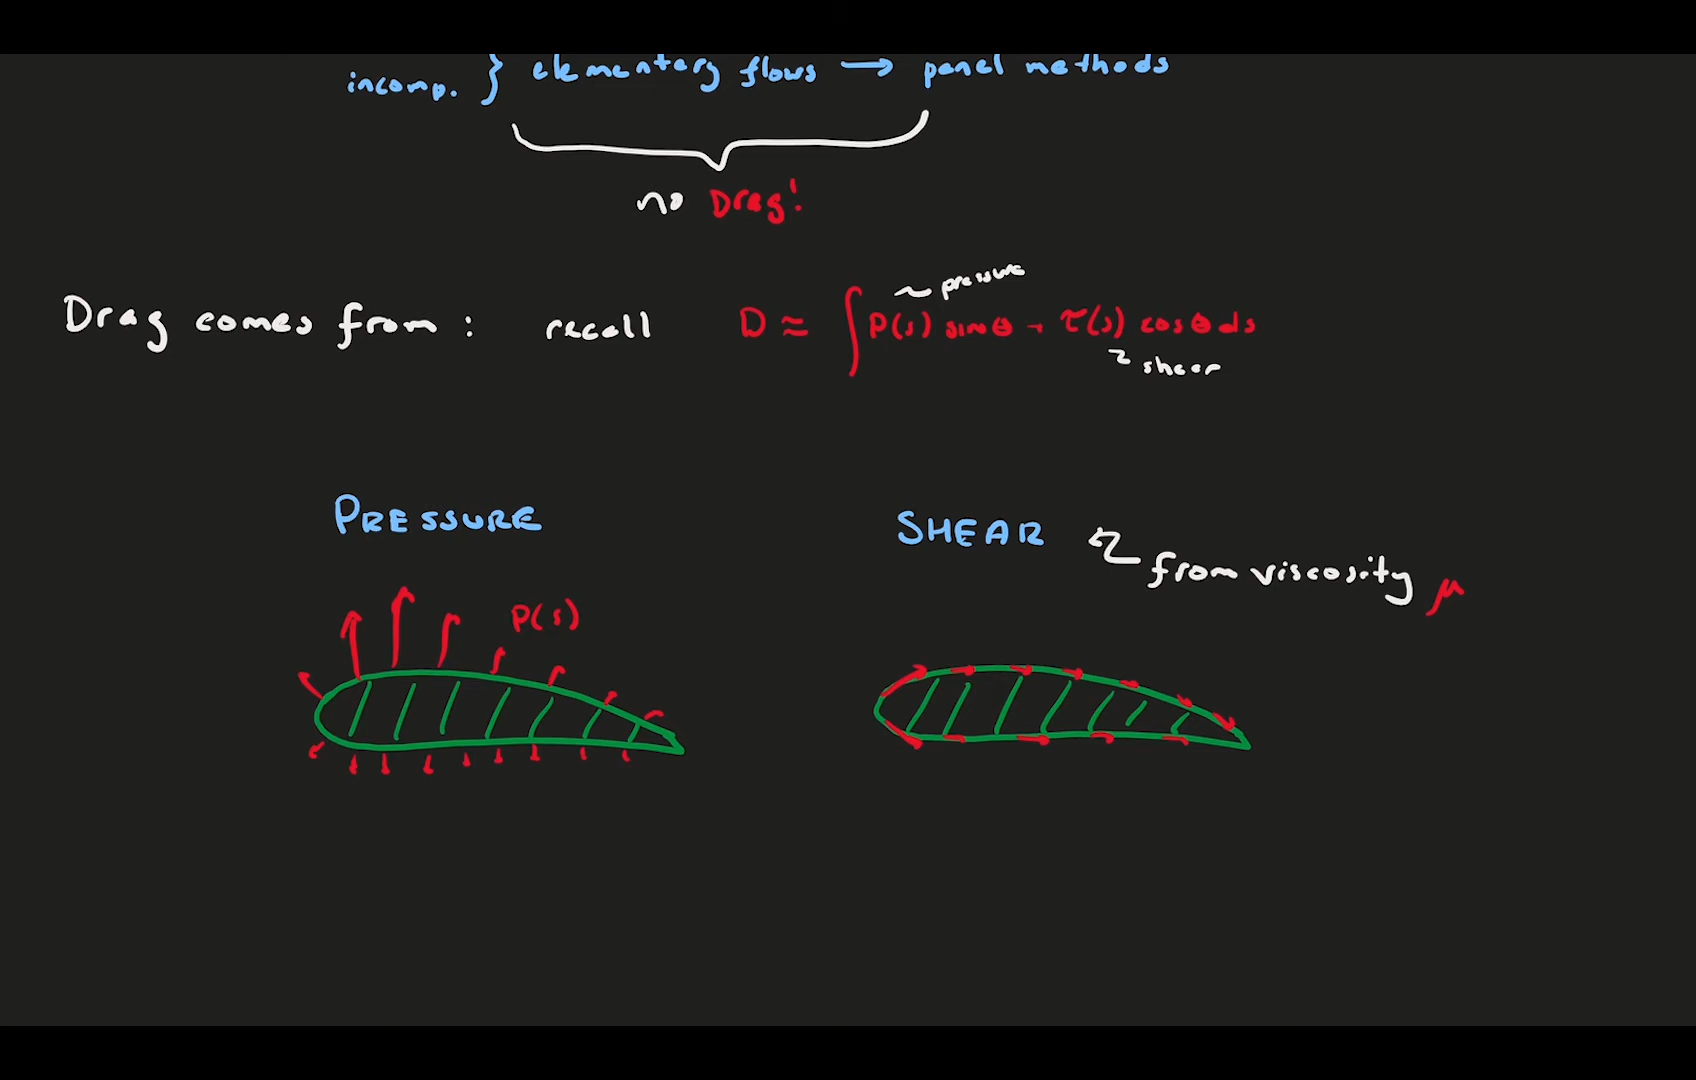 incomp. } elementary flows → panel methods
no Drag!
~ pressure
Drag comes from : recall D ≈ ∫ P(s) sinθ + τ(s) cosθ ds
~ shear
PRESSURE
SHEAR
from viscosity μ
P(s)